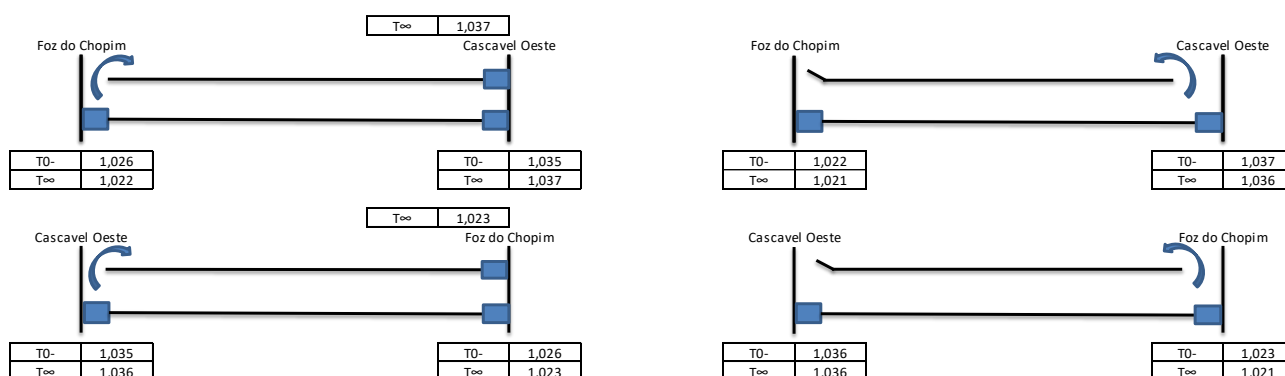 T∞ 1,037
Foz do Chopim Cascavel Oeste
T0- 1,026 T0- 1,035
T∞ 1,022 T∞ 1,037
Foz do Chopim Cascavel Oeste
T0- 1,022 T0- 1,037
T∞ 1,021 T∞ 1,036
T∞ 1,023
Cascavel Oeste Foz do Chopim
T0- 1,035 T0- 1,026
T∞ 1,036 T∞ 1,023
Cascavel Oeste Foz do Chopim
T0- 1,036 T0- 1,023
T∞ 1,036 T∞ 1,021